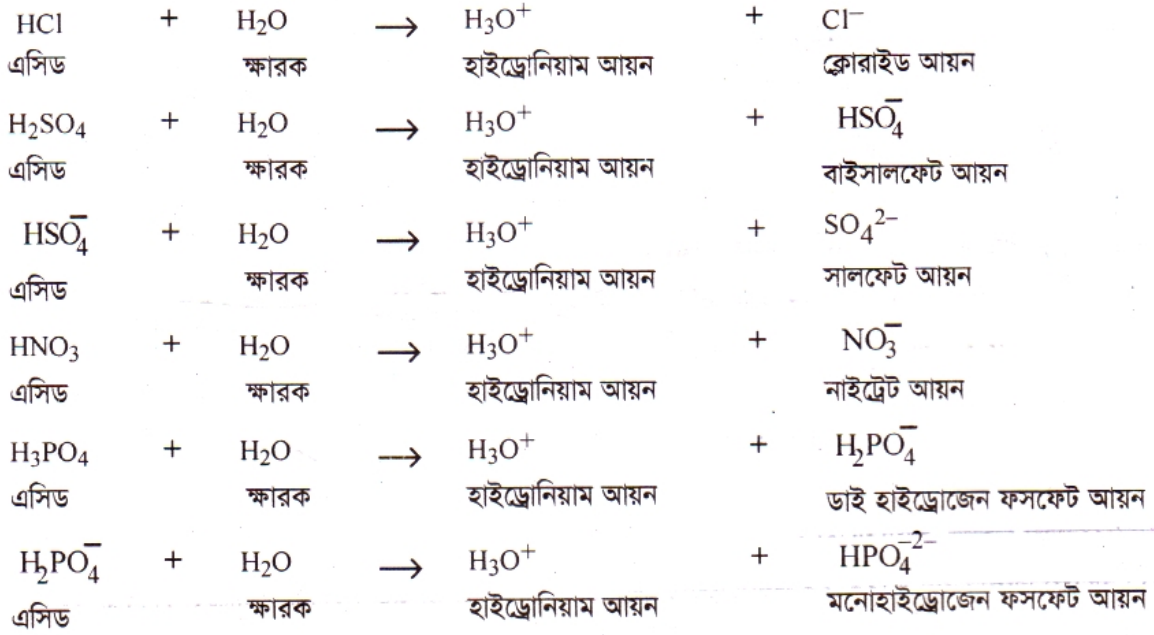 HCl + H₂O ⟶ H₃O⁺ + Cl⁻
এসিড ক্ষারক হাইড্রোনিয়াম আয়ন ক্লোরাইড আয়ন
H₂SO₄ + H₂O ⟶ H₃O⁺ + HSO₄⁻
এসিড ক্ষারক হাইড্রোনিয়াম আয়ন বাইসালফেট আয়ন
HSO₄⁻ + H₂O ⟶ H₃O⁺ + SO₄²⁻
এসিড ক্ষারক হাইড্রোনিয়াম আয়ন সালফেট আয়ন
HNO₃ + H₂O ⟶ H₃O⁺ + NO₃⁻
এসিড ক্ষারক হাইড্রোনিয়াম আয়ন নাইট্রেট আয়ন
H₃PO₄ + H₂O ⟶ H₃O⁺ + H₂PO₄⁻
এসিড ক্ষারক হাইড্রোনিয়াম আয়ন ডাই হাইড্রোজেন ফসফেট আয়ন
H₂PO₄⁻ + H₂O ⟶ H₃O⁺ + HPO₄⁻²⁻
এসিড ক্ষারক হাইড্রোনিয়াম আয়ন মনোহাইড্রোজেন ফসফেট আয়ন